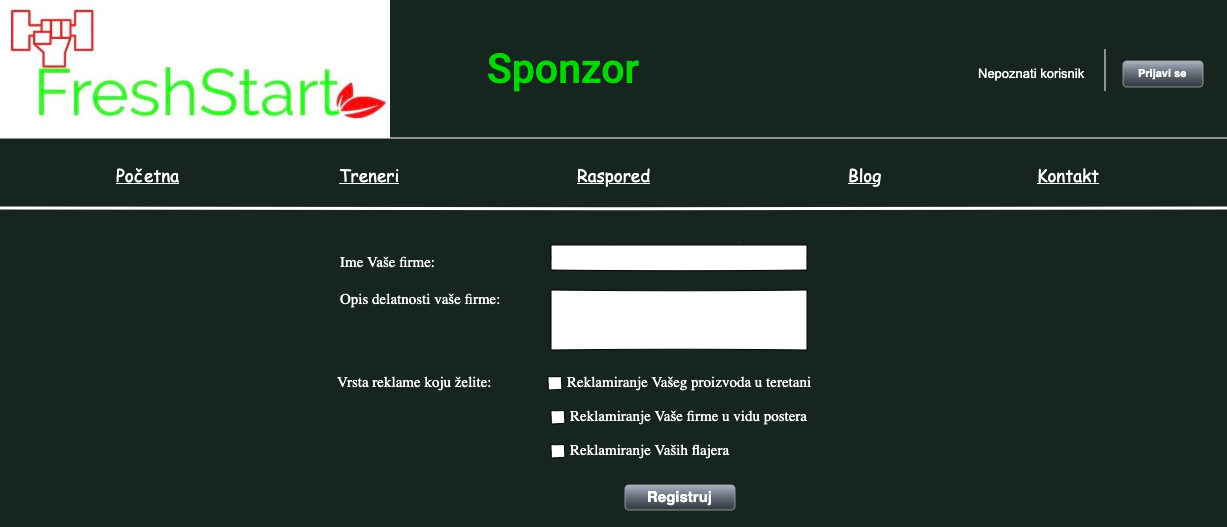 FreshStart
Sponzor
Nepoznati korisnik
Prijavi se
Početna
Treneri
Raspored
Blog
Kontakt
Ime Vaše firme:
Opis delatnosti vaše firme:
Vrsta reklame koju želite:
Reklamiranje Vašeg proizvoda u teretani
Reklamiranje Vaše firme u vidu postera
Reklamiranje Vaših flajera
Registruj